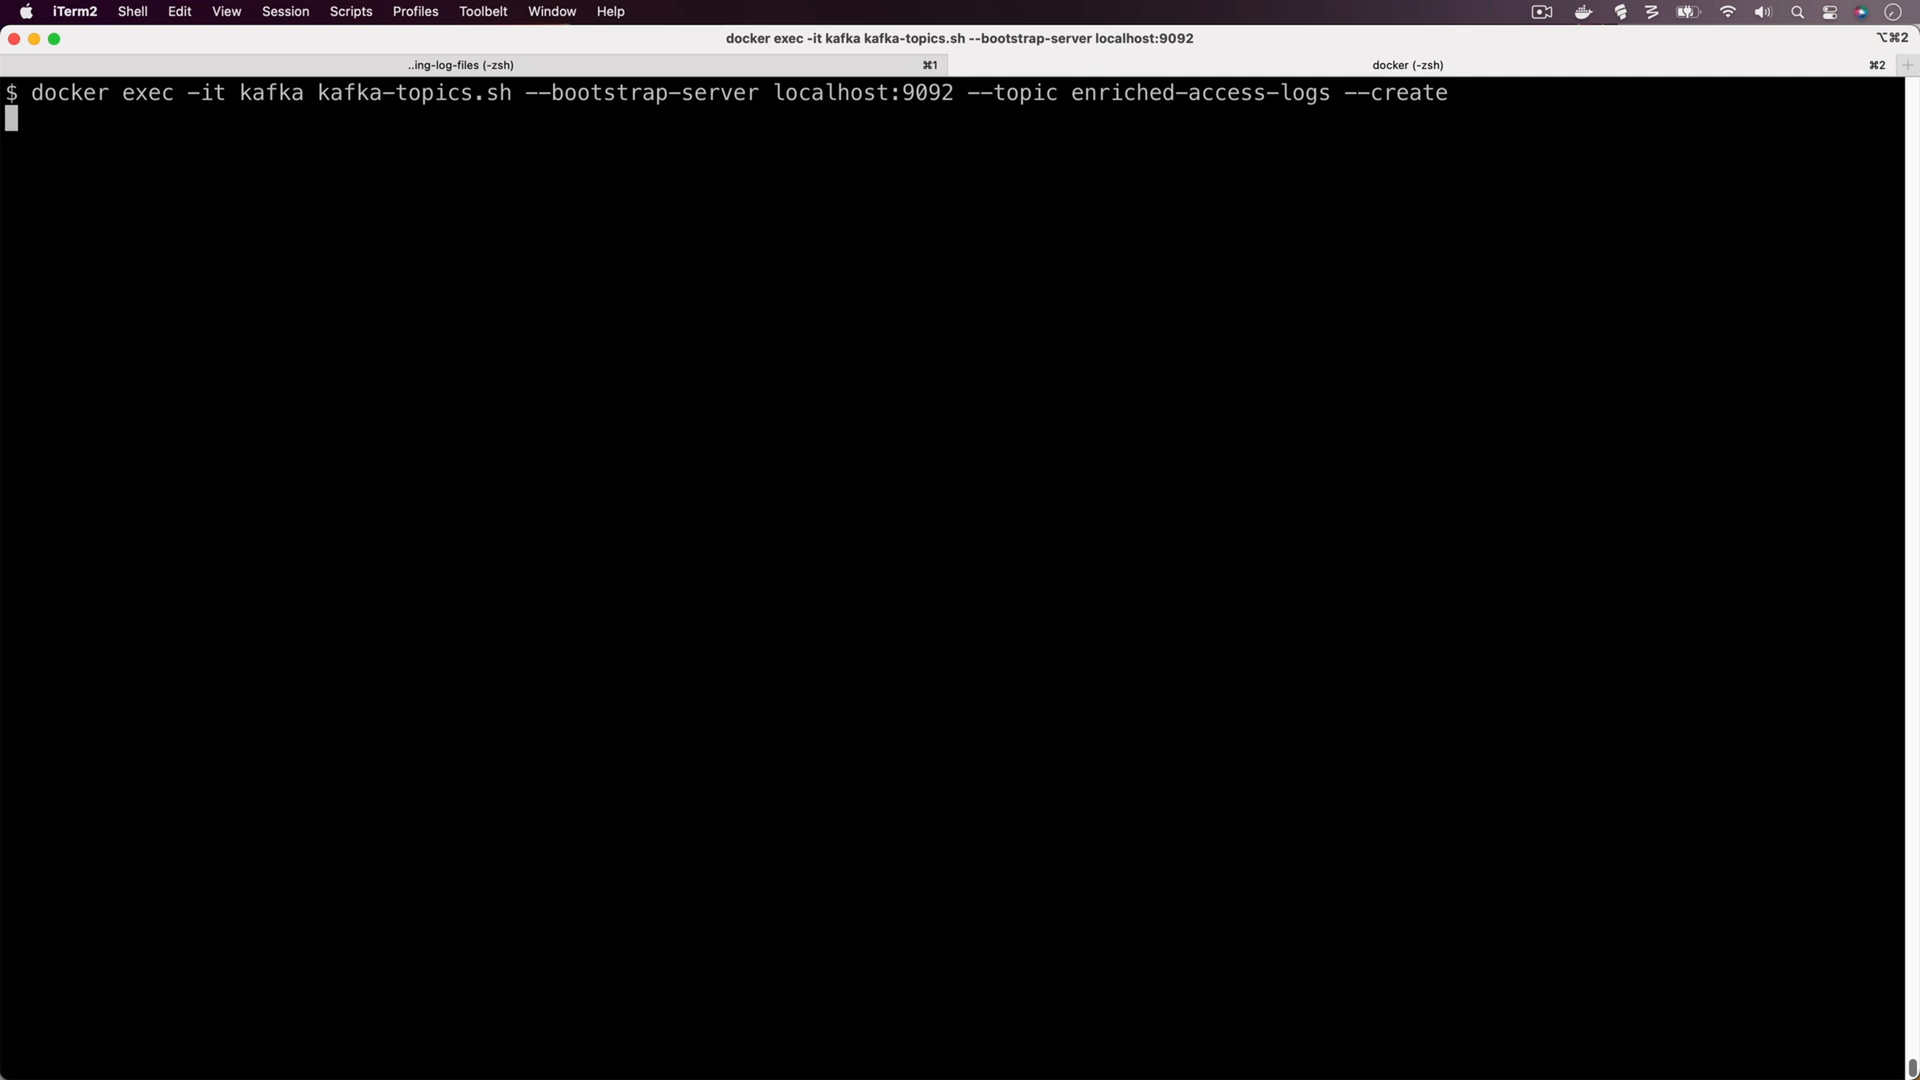 iTerm2 Shell Edit View Session Scripts Profiles Toolbelt Window Help
docker exec -it kafka kafka-topics.sh --bootstrap-server localhost:9092 ⌥⌘2
..ing-log-files (-zsh) ⌘1 docker (-zsh) ⌘2
$ docker exec -it kafka kafka-topics.sh --bootstrap-server localhost:9092 --topic enriched-access-logs --create